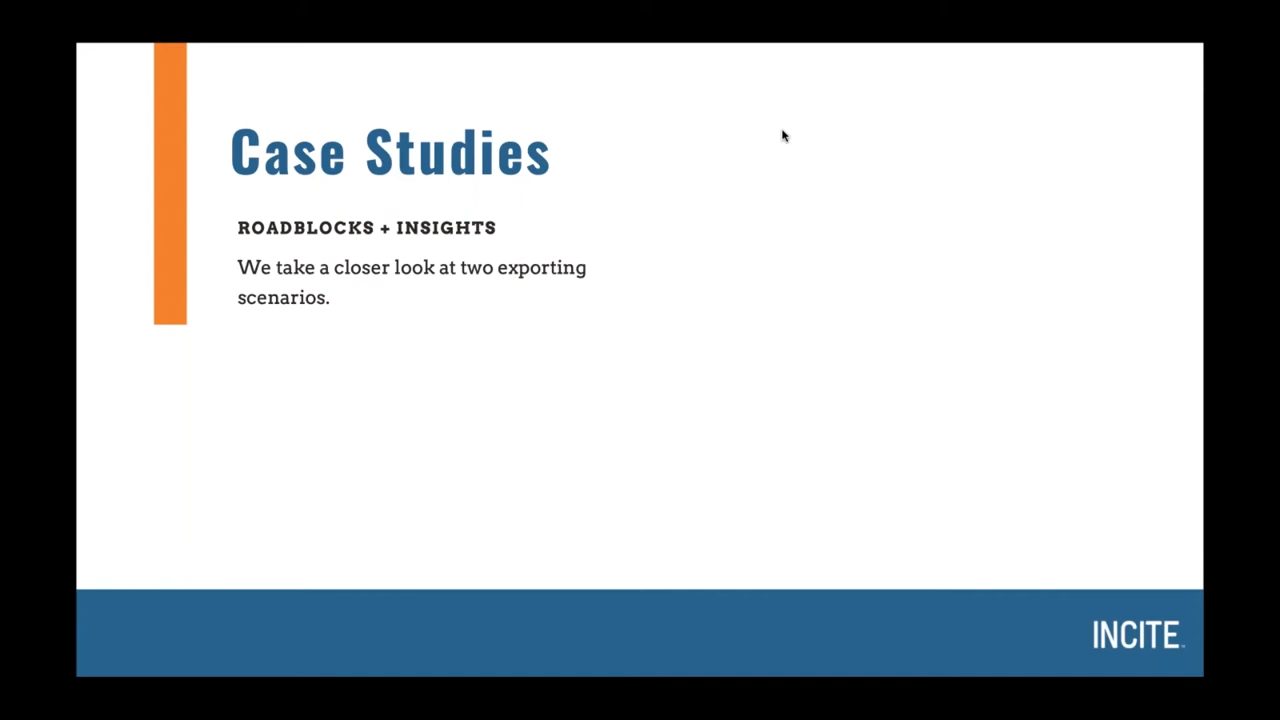 Case Studies
ROADBLOCKS + INSIGHTS
We take a closer look at two exporting
scenarios.
INCITE